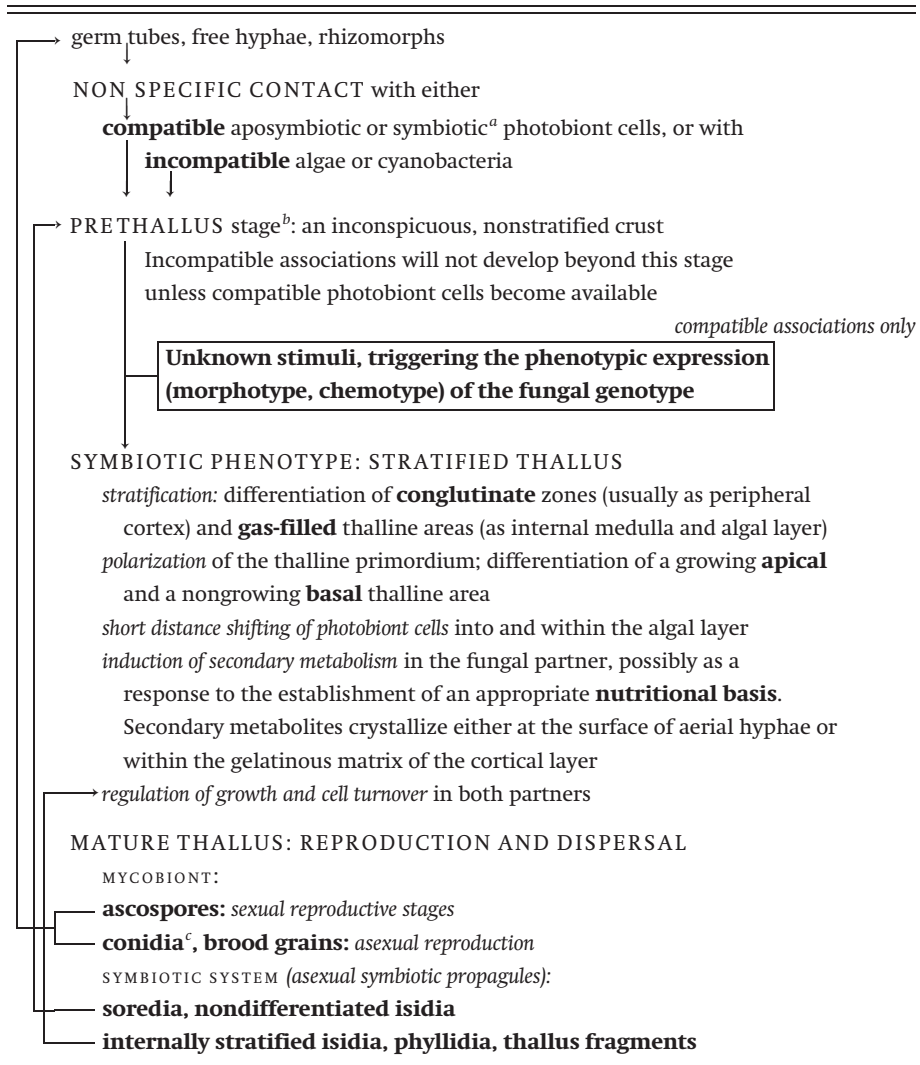 germ tubes, free hyphae, rhizomorphs
NON SPECIFIC CONTACT with either
compatible aposymbiotic or symbiotic^a photobiont cells, or with
incompatible algae or cyanobacteria
PRETHALLUS stage^b: an inconspicuous, nonstratified crust
Incompatible associations will not develop beyond this stage
unless compatible photobiont cells become available
compatible associations only
Unknown stimuli, triggering the phenotypic expression
(morphotype, chemotype) of the fungal genotype
SYMBIOTIC PHENOTYPE: STRATIFIED THALLUS
stratification: differentiation of conglutinate zones (usually as peripheral
cortex) and gas-filled thalline areas (as internal medulla and algal layer)
polarization of the thalline primordium; differentiation of a growing apical
and a nongrowing basal thalline area
short distance shifting of photobiont cells into and within the algal layer
induction of secondary metabolism in the fungal partner, possibly as a
response to the establishment of an appropriate nutritional basis.
Secondary metabolites crystallize either at the surface of aerial hyphae or
within the gelatinous matrix of the cortical layer
regulation of growth and cell turnover in both partners
MATURE THALLUS: REPRODUCTION AND DISPERSAL
MYCOBIONT:
ascospores: sexual reproductive stages
conidia^c, brood grains: asexual reproduction
SYMBIOTIC SYSTEM (asexual symbiotic propagules):
soredia, nondifferentiated isidia
internally stratified isidia, phyllidia, thallus fragments